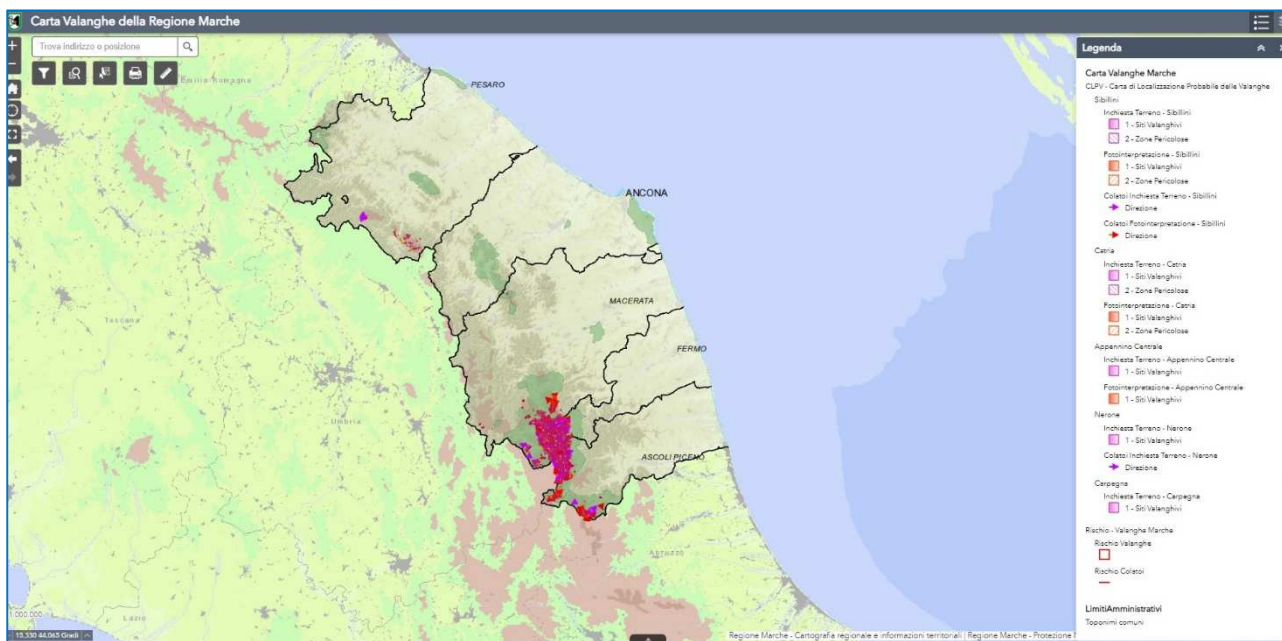 Carta Valanghe della Regione Marche
Trova indirizzo o posizione
Emilia-Romagna
PESARO
ANCONA
MACERATA
FERMO
ASCOLI PICENO
Toscana
Umbria
Abruzzo
Lazio
13,330 44,065 Gradi
Regione Marche - Cartografia regionale e informazioni territoriali | Regione Marche - Protezione
Legenda
Carta Valanghe Marche
CLPV - Carta di Localizzazione Probabile delle Valanghe
Sibillini
Inchiesta Terreno - Sibillini
1 - Siti Valanghivi
2 - Zone Pericolose
Fotointerpretazione - Sibillini
1 - Siti Valanghivi
2 - Zone Pericolose
Colatoi Inchiesta Terreno - Sibillini
Direzione
Colatoi Fotointerpretazione - Sibillini
Direzione
Catria
Inchiesta Terreno - Catria
1 - Siti Valanghivi
2 - Zone Pericolose
Fotointerpretazione - Catria
1 - Siti Valanghivi
2 - Zone Pericolose
Appennino Centrale
Inchiesta Terreno - Appennino Centrale
1 - Siti Valanghivi
Fotointerpretazione - Appennino Centrale
1 - Siti Valanghivi
Nerone
Inchiesta Terreno - Nerone
1 - Siti Valanghivi
Colatoi Inchiesta Terreno - Nerone
Direzione
Carpegna
Inchiesta Terreno - Carpegna
1 - Siti Valanghivi
Rischio - Valanghe Marche
Rischio Valanghe
Rischio Colatoi
LimitiAmministrativi
Toponimi comuni